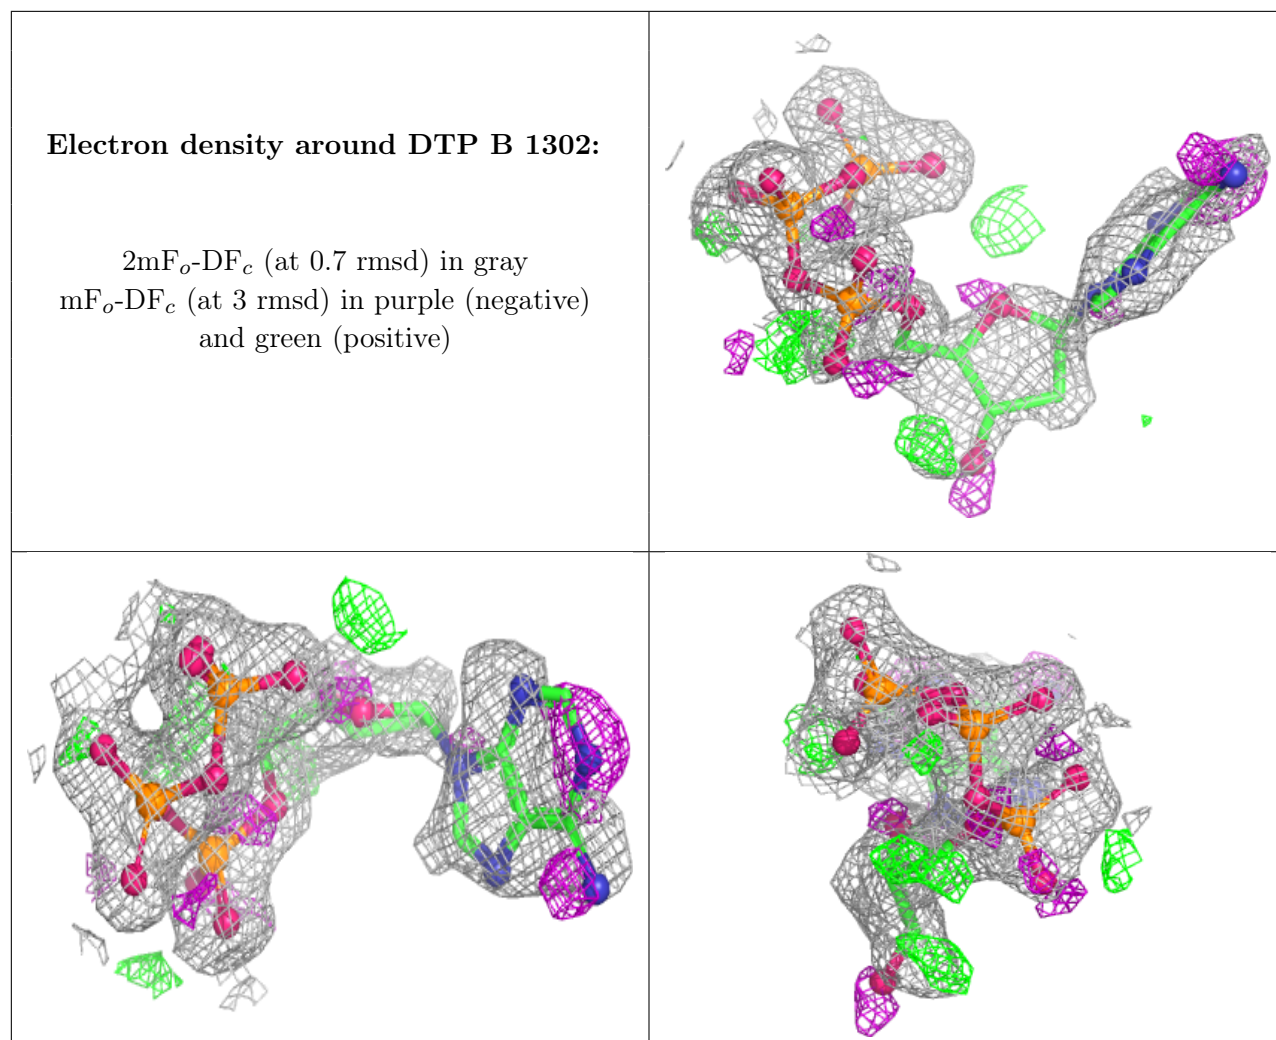 Electron density around DTP B 1302:
2mFo-DFc (at 0.7 rmsd) in gray
mFo-DFc (at 3 rmsd) in purple (negative)
and green (positive)